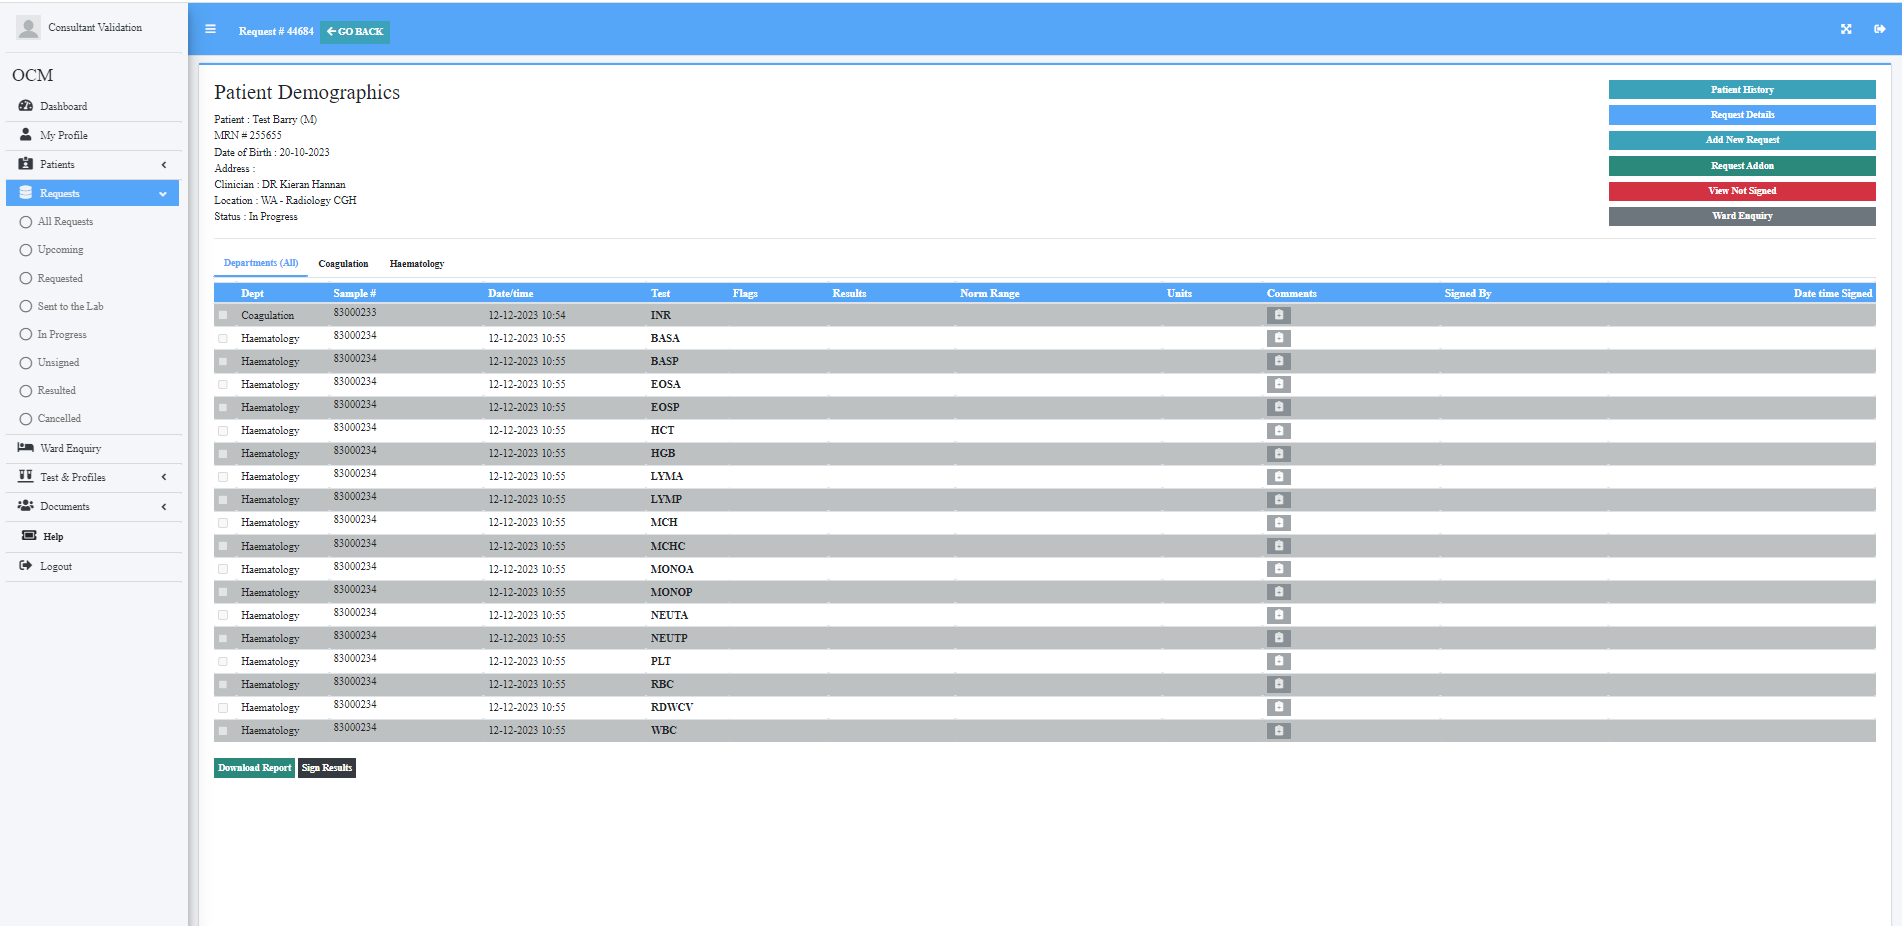 Consultant Validation
OCM
Dashboard
My Profile
Patients
Requests
All Requests
Upcoming
Requested
Sent to the Lab
In Progress
Unsigned
Resulted
Cancelled
Ward Enquiry
Test & Profiles
Documents
Help
Logout
Request # 44684 GO BACK
Patient Demographics
Patient : Test Barry (M)
MRN # 255655
Date of Birth : 20-10-2023
Address :
Clinician : DR Kieran Hannan
Location : WA - Radiology CGH
Status : In Progress
Patient History
Request Details
Add New Request
Request Addon
View Not Signed
Ward Enquiry
Departments (All) Coagulation Haematology
Dept Sample # Date/time Test Flags Results Norm Range Units Comments Signed By Date time Signed
Coagulation 83000233 12-12-2023 10:54 INR
Haematology 83000234 12-12-2023 10:55 BASA
Haematology 83000234 12-12-2023 10:55 BASP
Haematology 83000234 12-12-2023 10:55 EOSA
Haematology 83000234 12-12-2023 10:55 EOSP
Haematology 83000234 12-12-2023 10:55 HCT
Haematology 83000234 12-12-2023 10:55 HGB
Haematology 83000234 12-12-2023 10:55 LYMA
Haematology 83000234 12-12-2023 10:55 LYMP
Haematology 83000234 12-12-2023 10:55 MCH
Haematology 83000234 12-12-2023 10:55 MCHC
Haematology 83000234 12-12-2023 10:55 MONOA
Haematology 83000234 12-12-2023 10:55 MONOP
Haematology 83000234 12-12-2023 10:55 NEUTA
Haematology 83000234 12-12-2023 10:55 NEUTP
Haematology 83000234 12-12-2023 10:55 PLT
Haematology 83000234 12-12-2023 10:55 RBC
Haematology 83000234 12-12-2023 10:55 RDWCV
Haematology 83000234 12-12-2023 10:55 WBC
Download Report Sign Results